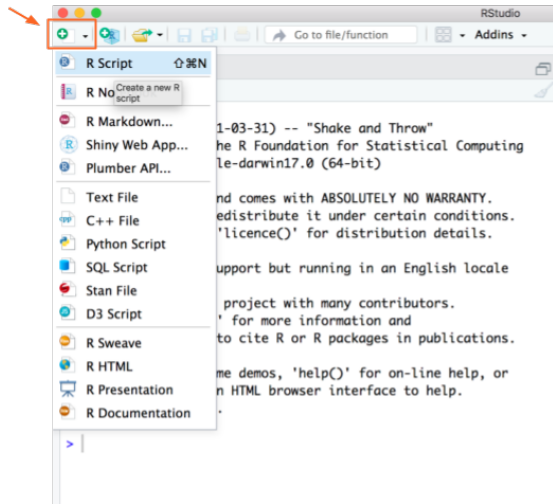 RStudio
Go to file/function
Addins
R Script ⇧⌘N
R No
Create a new R
script
R Markdown...
Shiny Web App...
Plumber API...
Text File
C++ File
Python Script
SQL Script
Stan File
D3 Script
R Sweave
R HTML
R Presentation
R Documentation
1-03-31) -- "Shake and Throw"
he R Foundation for Statistical Computing
le-darwin17.0 (64-bit)
nd comes with ABSOLUTELY NO WARRANTY.
edistribute it under certain conditions.
'licence()' for distribution details.
upport but running in an English locale
project with many contributors.
' for more information and
to cite R or R packages in publications.
me demos, 'help()' for on-line help, or
n HTML browser interface to help.
.
>